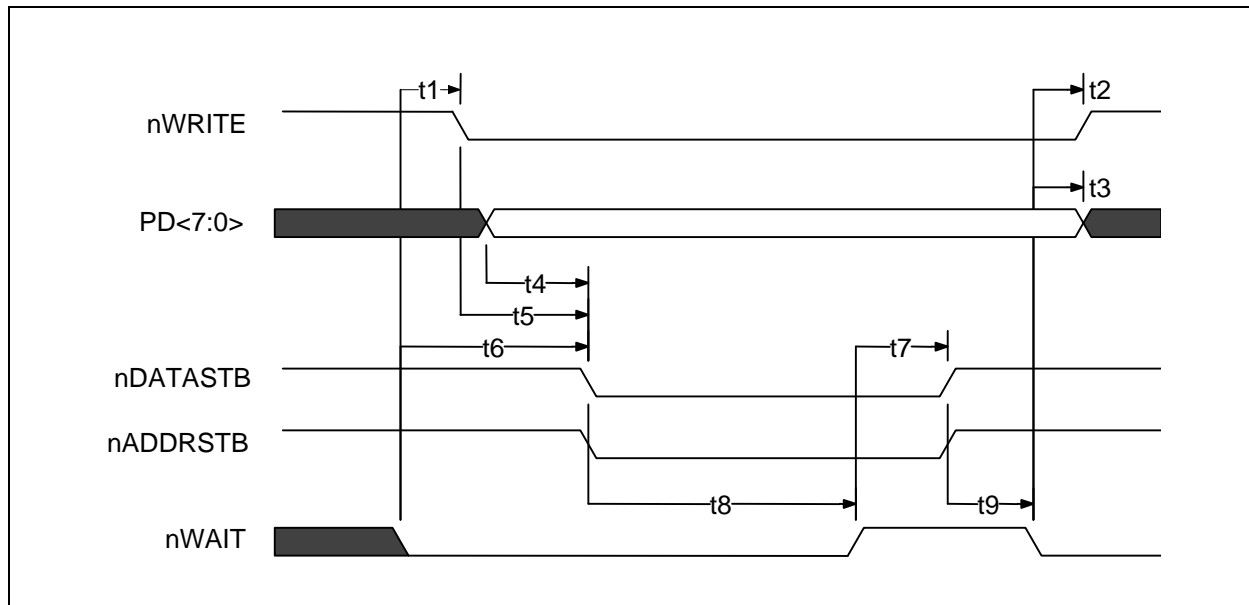 t1
t2
nWRITE
t3
PD<7:0>
t4
t5
t6
t7
nDATASTB
nADDRSTB
t8
t9
nWAIT